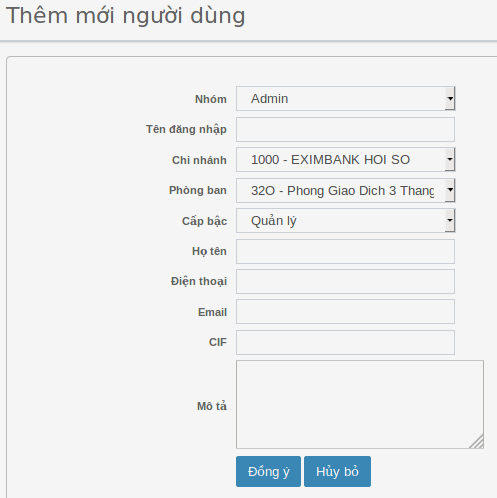 Thêm mới người dùng
Nhóm Admin
Tên đăng nhập
Chi nhánh 1000 - EXIMBANK HOI SO
Phòng ban 32O - Phong Giao Dich 3 Thang
Cấp bậc Quản lý
Họ tên
Điện thoại
Email
CIF
Mô tả
Đồng ý Hủy bỏ